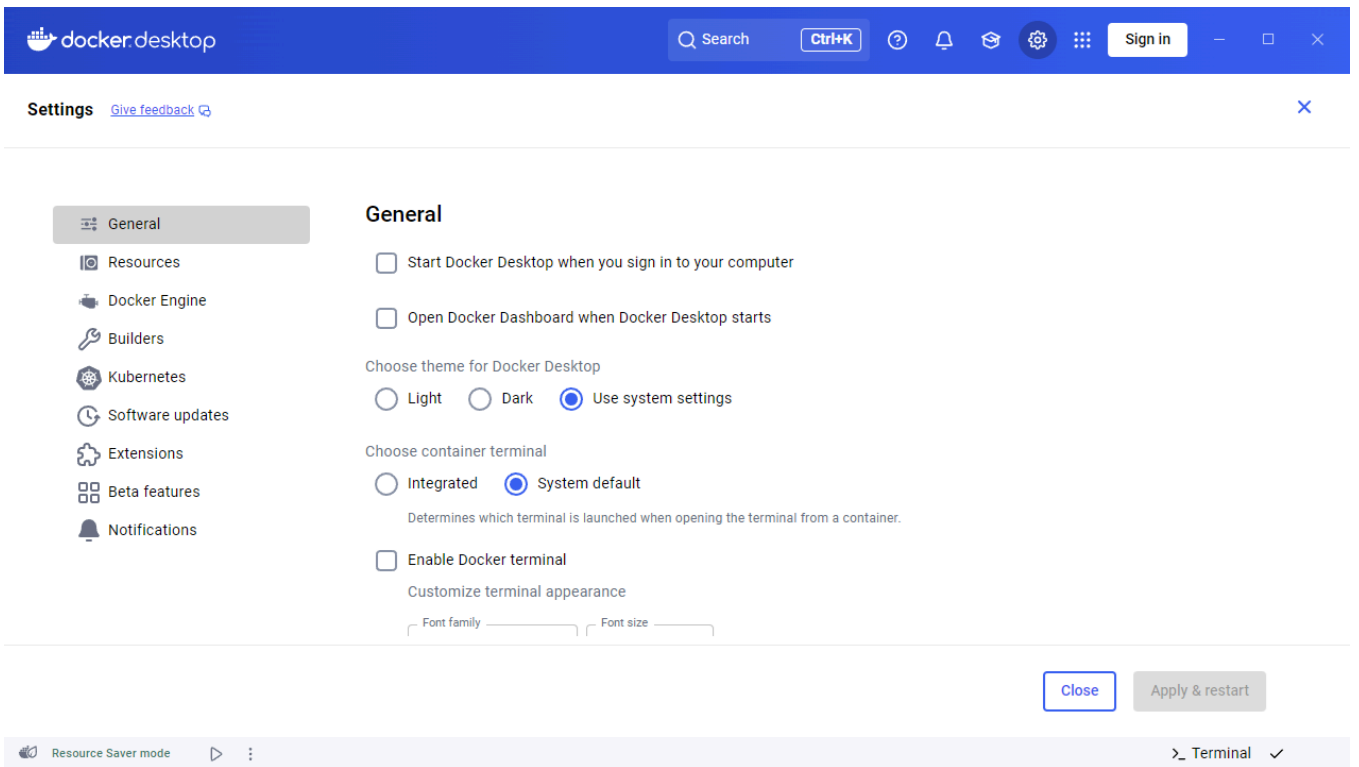 docker.desktop
Search Ctrl+K Sign in
Settings Give feedback
General
Resources
Docker Engine
Builders
Kubernetes
Software updates
Extensions
Beta features
Notifications
General
Start Docker Desktop when you sign in to your computer
Open Docker Dashboard when Docker Desktop starts
Choose theme for Docker Desktop
Light Dark Use system settings
Choose container terminal
Integrated System default
Determines which terminal is launched when opening the terminal from a container.
Enable Docker terminal
Customize terminal appearance
Font family Font size
Close Apply & restart
Resource Saver mode >_ Terminal